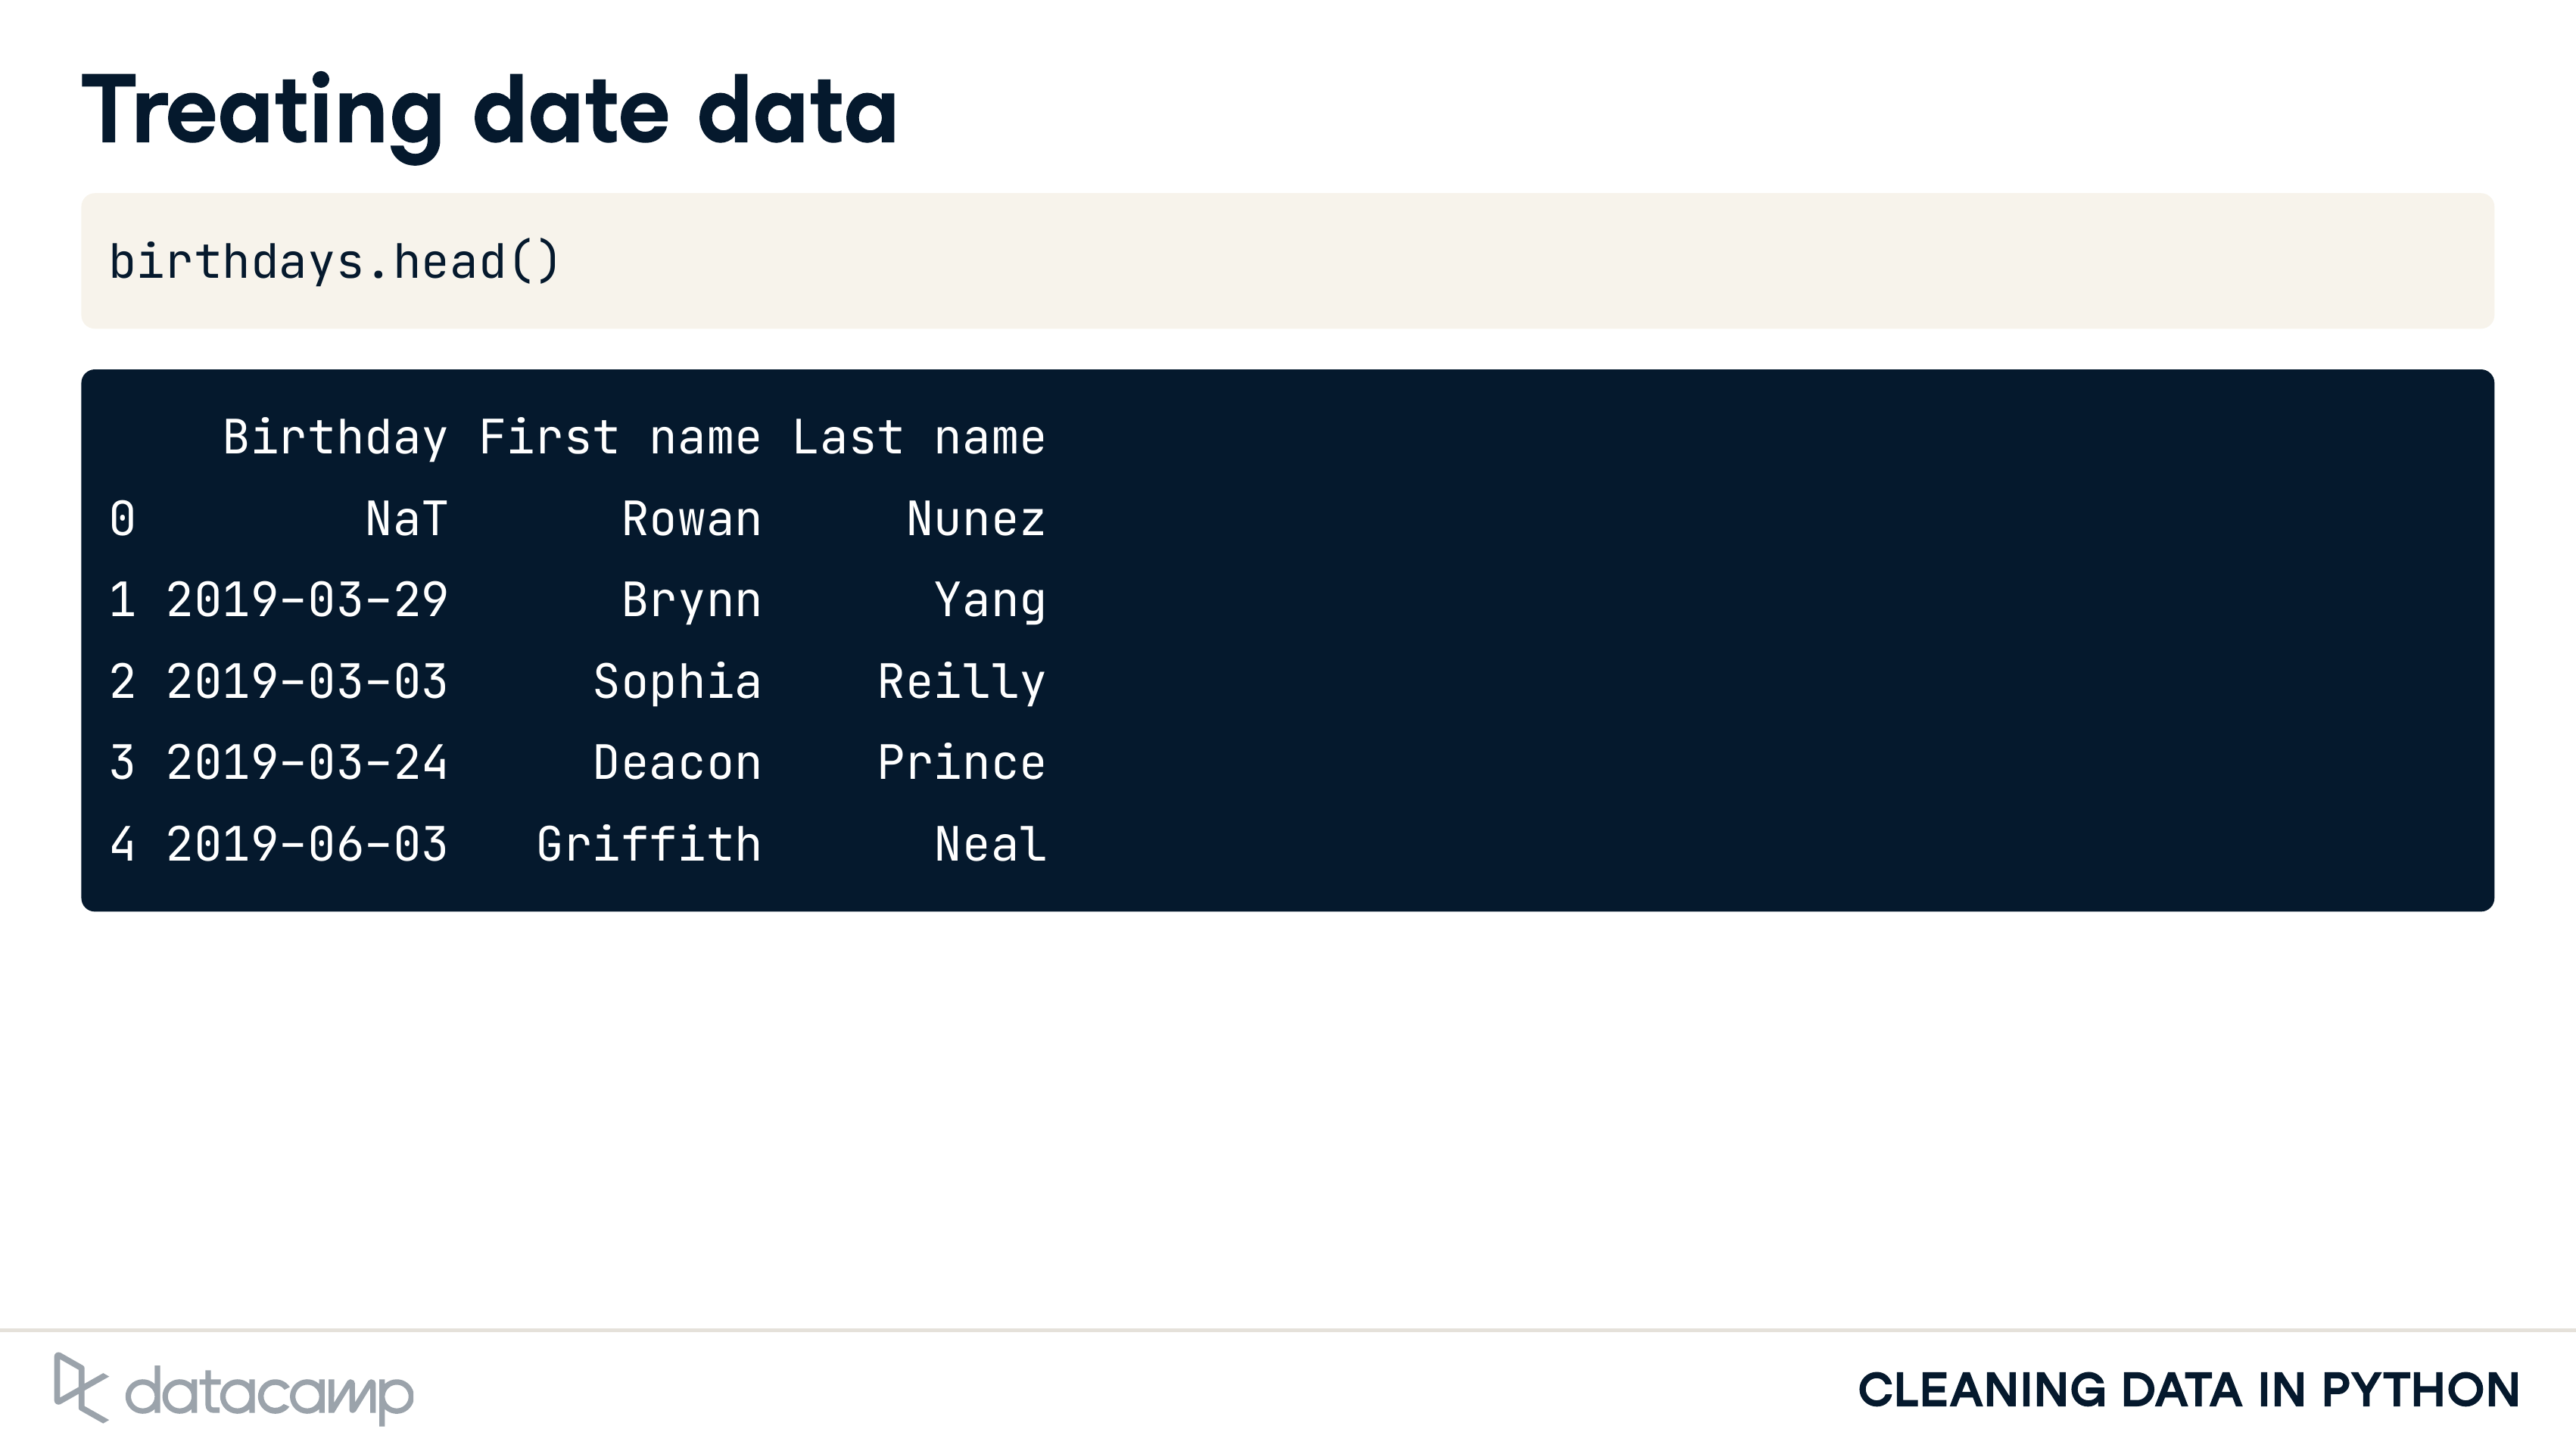 Treating date data
birthdays.head()
Birthday First name Last name
0 NaT Rowan Nunez
1 2019-03-29 Brynn Yang
2 2019-03-03 Sophia Reilly
3 2019-03-24 Deacon Prince
4 2019-06-03 Griffith Neal
datacamp
CLEANING DATA IN PYTHON